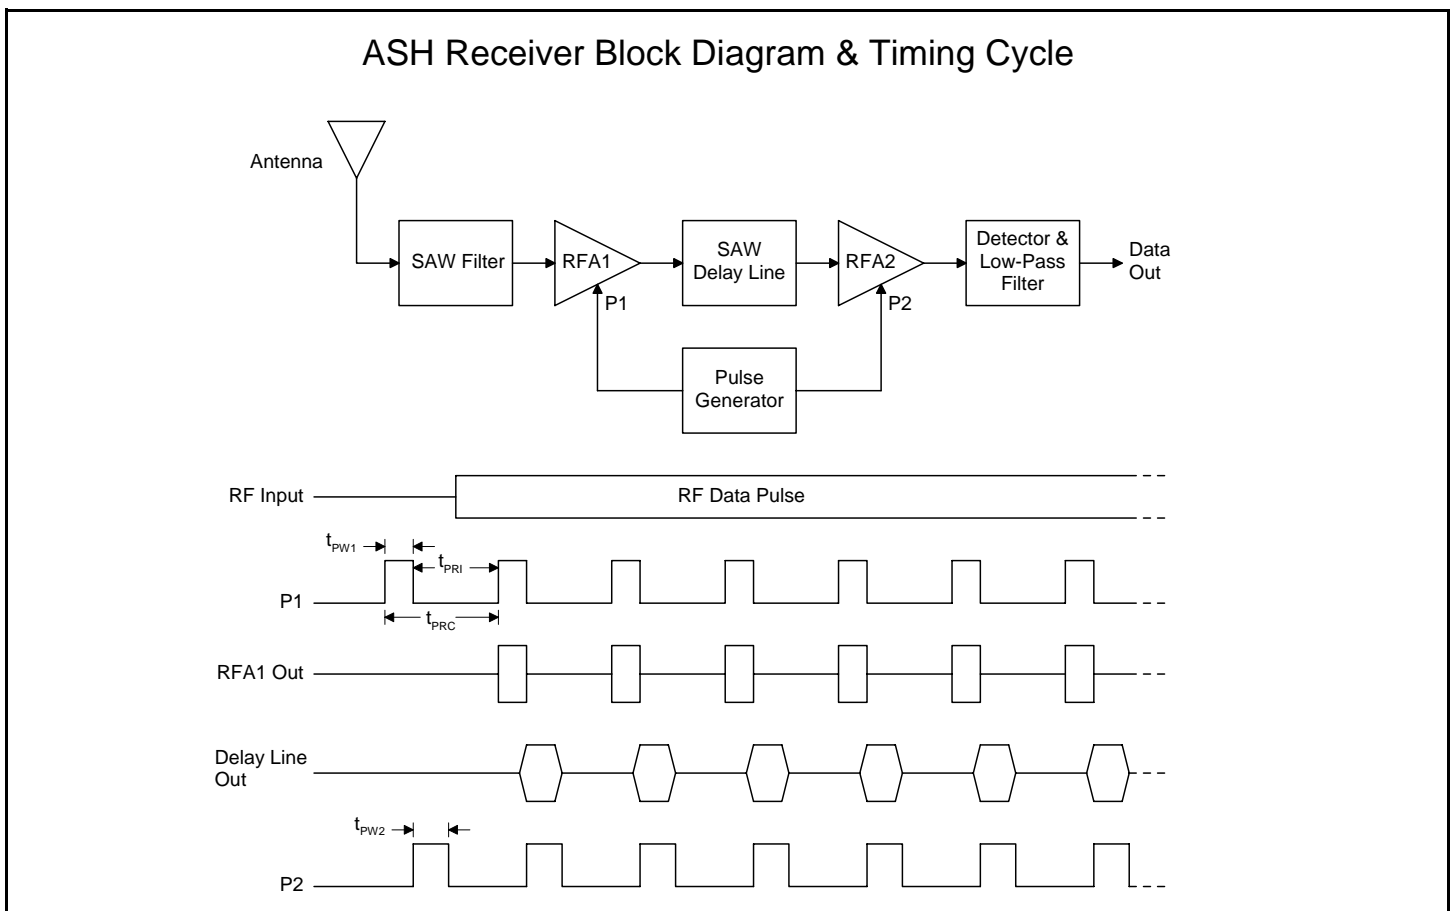 ASH Receiver Block Diagram & Timing Cycle
Antenna
SAW Filter
RFA1
SAW
Delay Line
RFA2
Detector &
Low-Pass
Filter
Data
Out
P1
P2
Pulse
Generator
RF Input
RF Data Pulse
tPW1
tPRI
P1
tPRC
RFA1 Out
Delay Line
Out
tPW2
P2